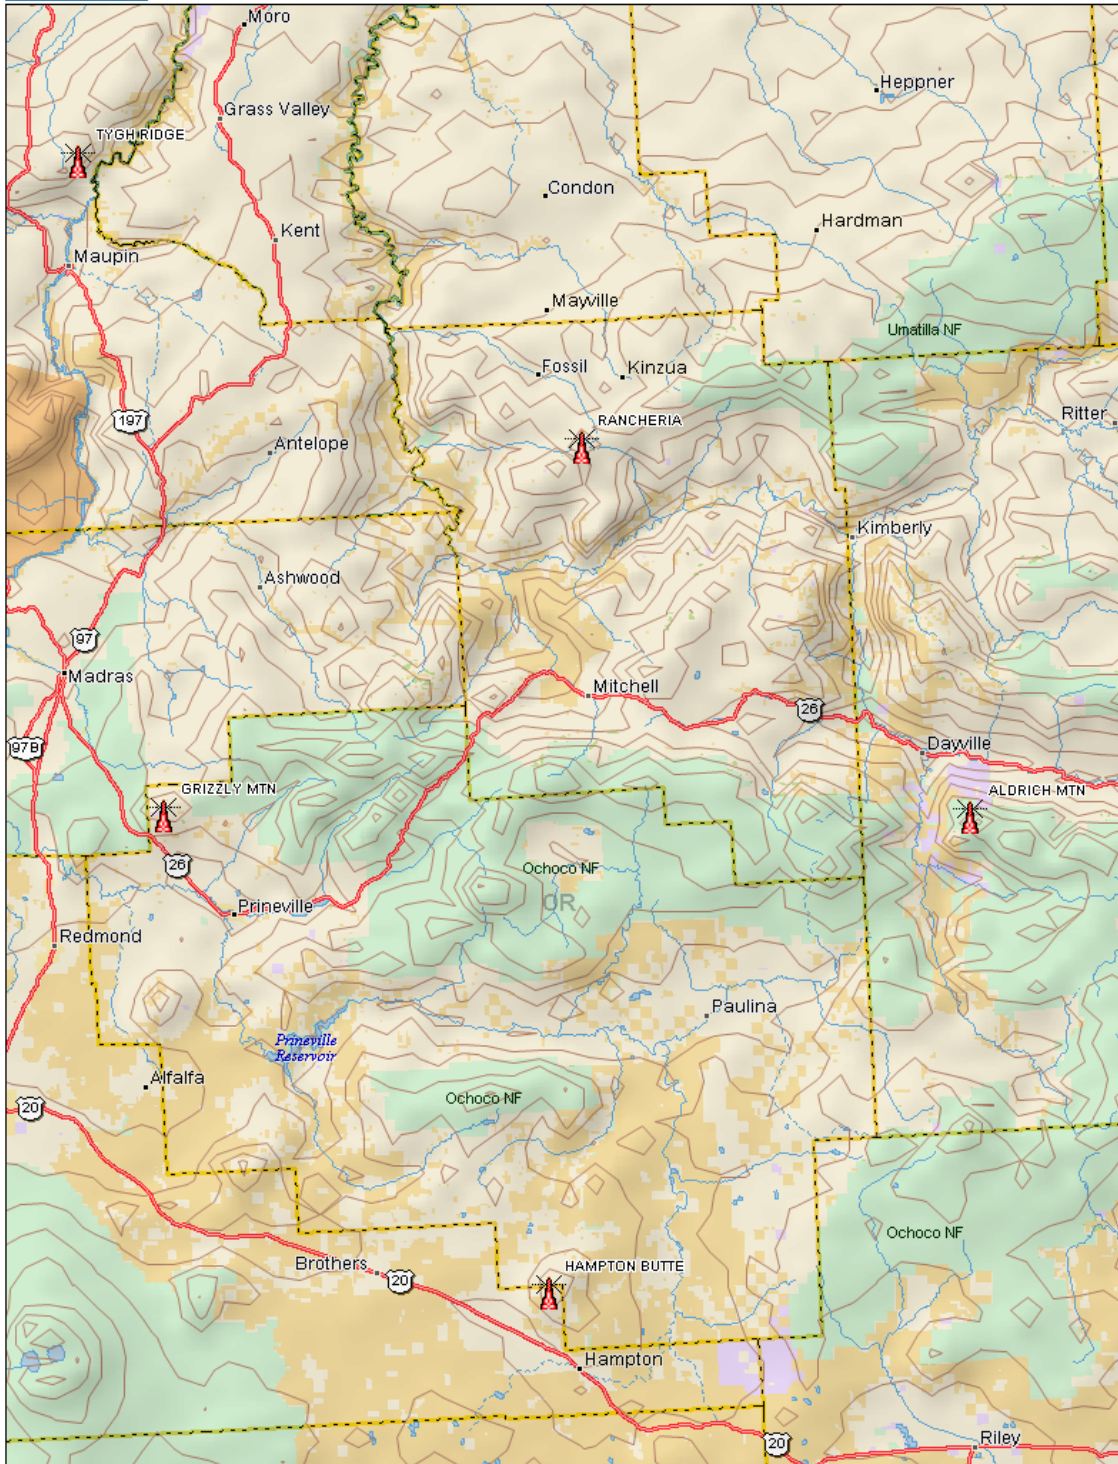 Moro
Heppner
Grass Valley
TYGH RIDGE
Condon
Hardman
Kent
Maupin
Mayville
Umatilla NF
Fossil
Kinzua
Ritter
197
RANCHERIA
Antelope
Kimberly
Ashwood
97
Madras
Mitchell
26
97B
Dayville
GRIZZLY MTN
ALDRICH MTN
26
Ochoco NF
OR
Prineville
Redmond
Paulina
Prineville
Reservoir
Alfalfa
Ochoco NF
20
Ochoco NF
Brothers
HAMPTON BUTTE
20
Hampton
Riley
20